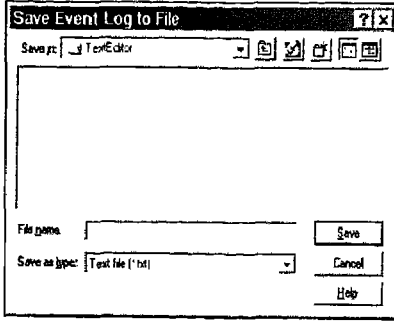 Save Event Log to File
Save in: TextEditor
File name
Save
Save as type: Text file (*.txt)
Cancel
Help